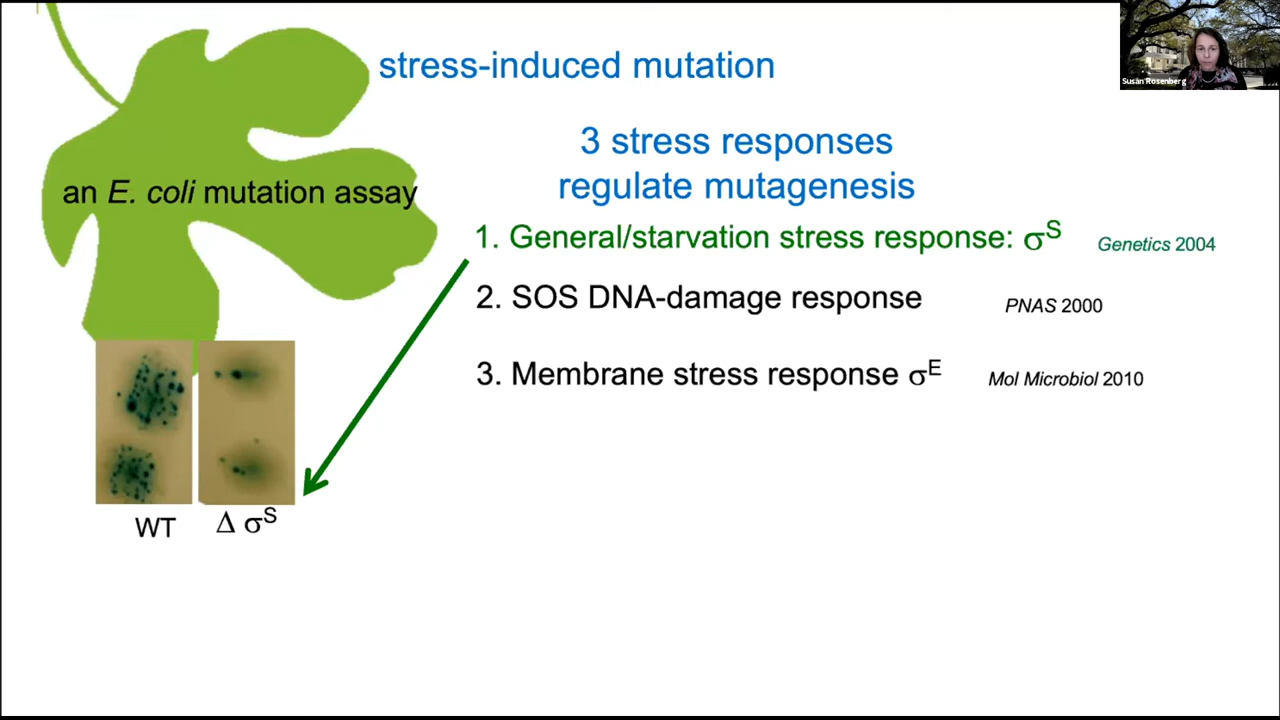 stress-induced mutation
Susan Rosenberg
3 stress responses
regulate mutagenesis
an E. coli mutation assay
1. General/starvation stress response: σS Genetics 2004
2. SOS DNA-damage response PNAS 2000
3. Membrane stress response σE Mol Microbiol 2010
WT Δ σS